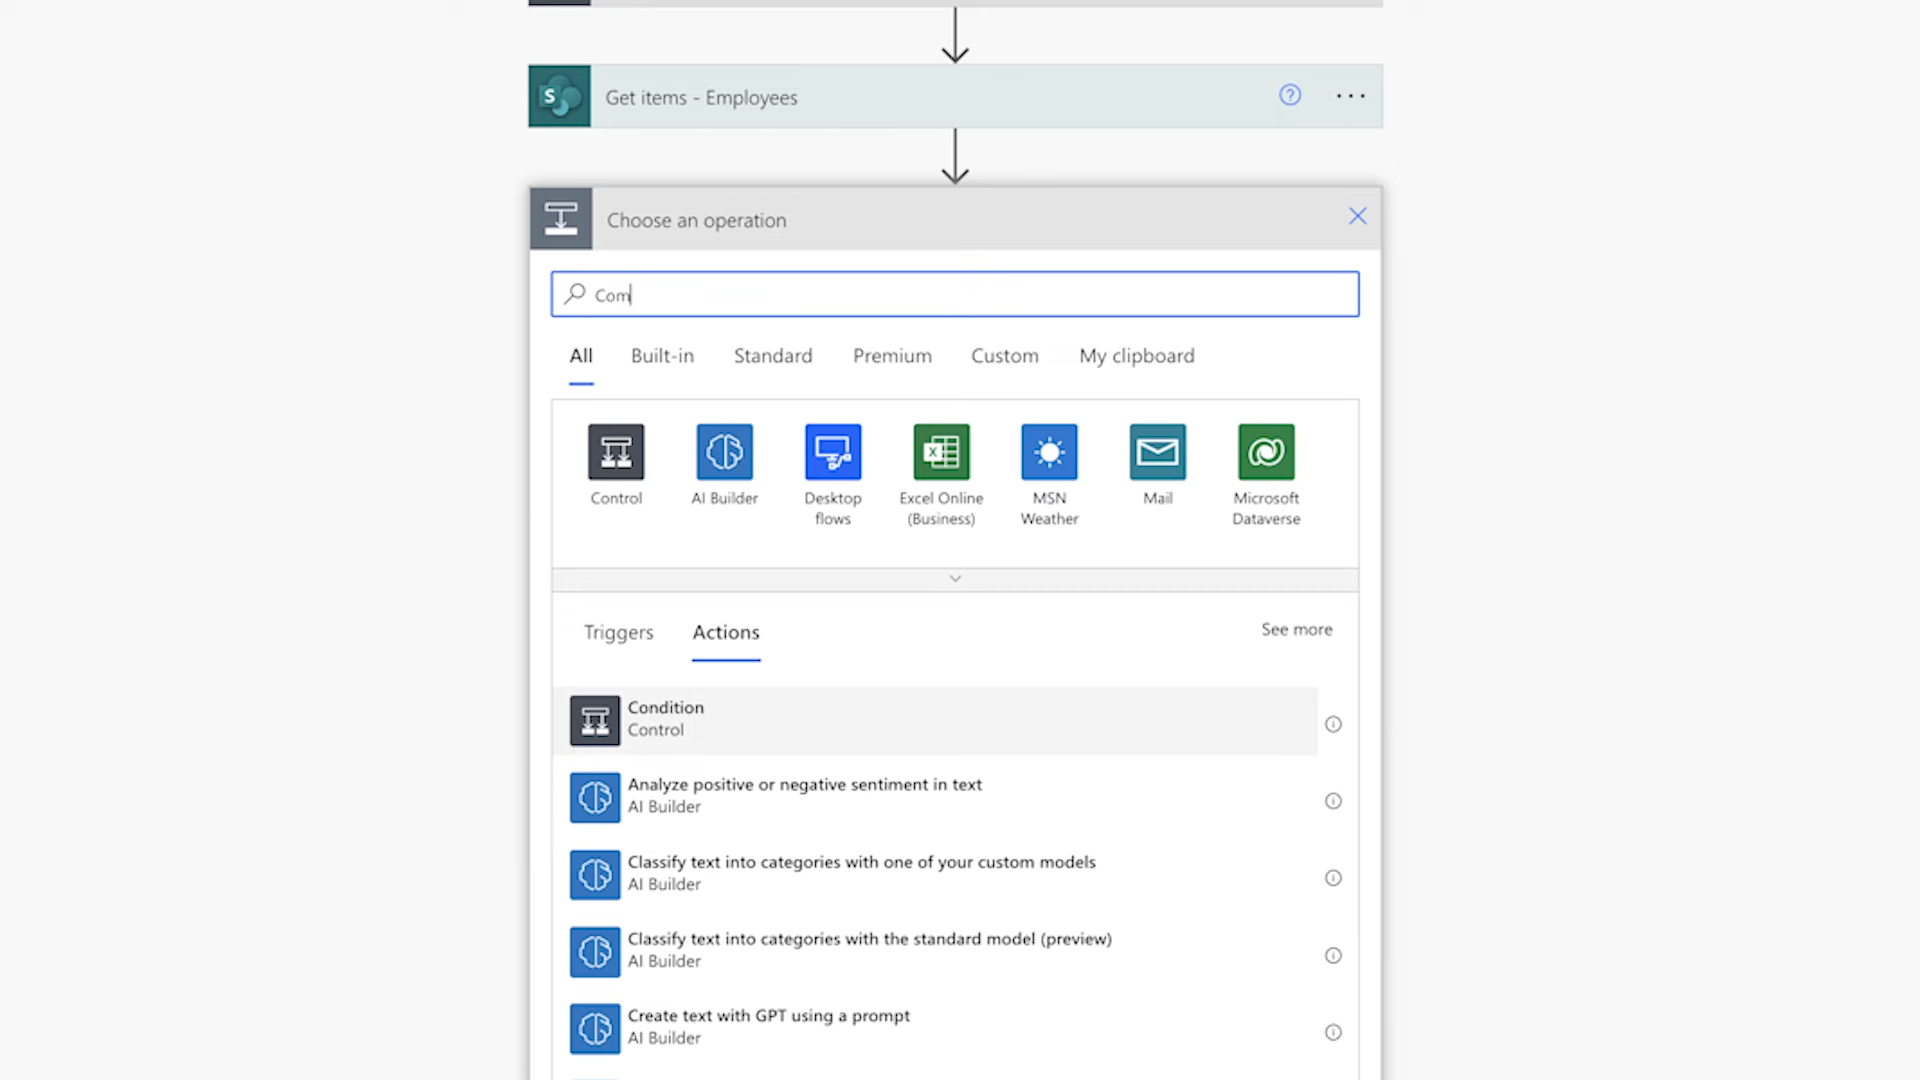 S
Get items - Employees
?
...
Choose an operation
Com
All Built-in Standard Premium Custom My clipboard
Control
AI Builder
Desktop
flows
Excel Online
(Business)
MSN
Weather
Mail
Microsoft
Dataverse
Triggers Actions See more
Condition
Control
Analyze positive or negative sentiment in text
AI Builder
Classify text into categories with one of your custom models
AI Builder
Classify text into categories with the standard model (preview)
AI Builder
Create text with GPT using a prompt
AI Builder